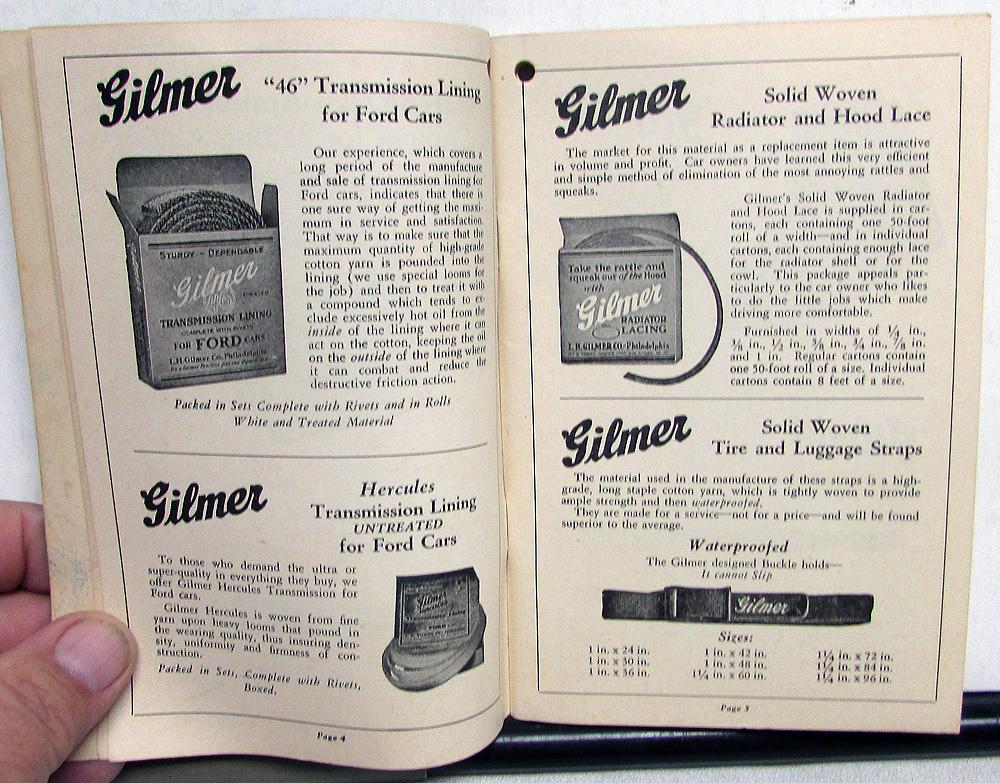 Gilmer
"46" Transmission Lining
for Ford Cars
Our experience, which covers a
long period of the manufacture
and sale of transmission lining for
Ford cars, indicates that there is
one sure way of getting the maxi-
mum in service and satisfaction.
That way is to make sure that the
maximum quantity of high-grade
cotton yarn is pounded into the
lining (we use special looms for
the job) and then to treat it with
a compound which tends to ex-
clude excessively hot oil from the
inside of the lining where it can
act on the cotton, keeping the oil
on the outside of the lining where
it can combat and reduce the
destructive friction action.
STURDY - DEPENDABLE
Gilmer
TREATED
TRANSMISSION LINING
COMPLETE WITH RIVETS
FOR FORD CARS
L.H. Gilmer Co. Philadelphia
Packed in Sets Complete with Rivets and in Rolls
White and Treated Material
Gilmer
Hercules
Transmission Lining
UNTREATED
for Ford Cars
To those who demand the ultra or
super-quality in everything they buy, we
offer Gilmer Hercules Transmission for
Ford cars.
Gilmer Hercules is woven from fine
yarn upon heavy looms that pound in
the wearing quality, thus insuring den-
sity, uniformity and firmness of con-
struction.
Packed in Sets, Complete with Rivets,
Boxed.
Gilmer
Hercules
Transmission Lining
Page 4
Gilmer
Solid Woven
Radiator and Hood Lace
The market for this material as a replacement item is attractive
in volume and profit. Car owners have learned this very efficient
and simple method of elimination of the most annoying rattles and
squeaks.
Gilmer's Solid Woven Radiator
and Hood Lace is supplied in car-
tons, each containing one 50-foot
roll of a width—and in individual
cartons, each containing enough lace
for the radiator shell or for the
cowl. This package appeals par-
ticularly to the car owner who likes
to do the little jobs which make
driving more comfortable.
Furnished in widths of ¼ in.,
⅜ in., ½ in., ⅝ in., ¾ in., ⅞ in.
and 1 in. Regular cartons contain
one 50-foot roll of a size. Individual
cartons contain 8 feet of a size.
Take the rattle and
squeak out of the Hood
with
Gilmer
RADIATOR
LACING
L.H. GILMER CO. Philadelphia
Gilmer
Solid Woven
Tire and Luggage Straps
The material used in the manufacture of these straps is a high-
grade, long staple cotton yarn, which is tightly woven to provide
ample strength and then waterproofed.
They are made for a service—not for a price—and will be found
superior to the average.
Waterproofed
The Gilmer designed Buckle holds—
It cannot Slip
Gilmer
Sizes:
1 in. x 24 in. 1 in. x 42 in. 1¼ in. x 72 in.
1 in. x 30 in. 1 in. x 48 in. 1¼ in. x 84 in.
1 in. x 36 in. 1¼ in. x 60 in. 1¼ in. x 96 in.
Page 5